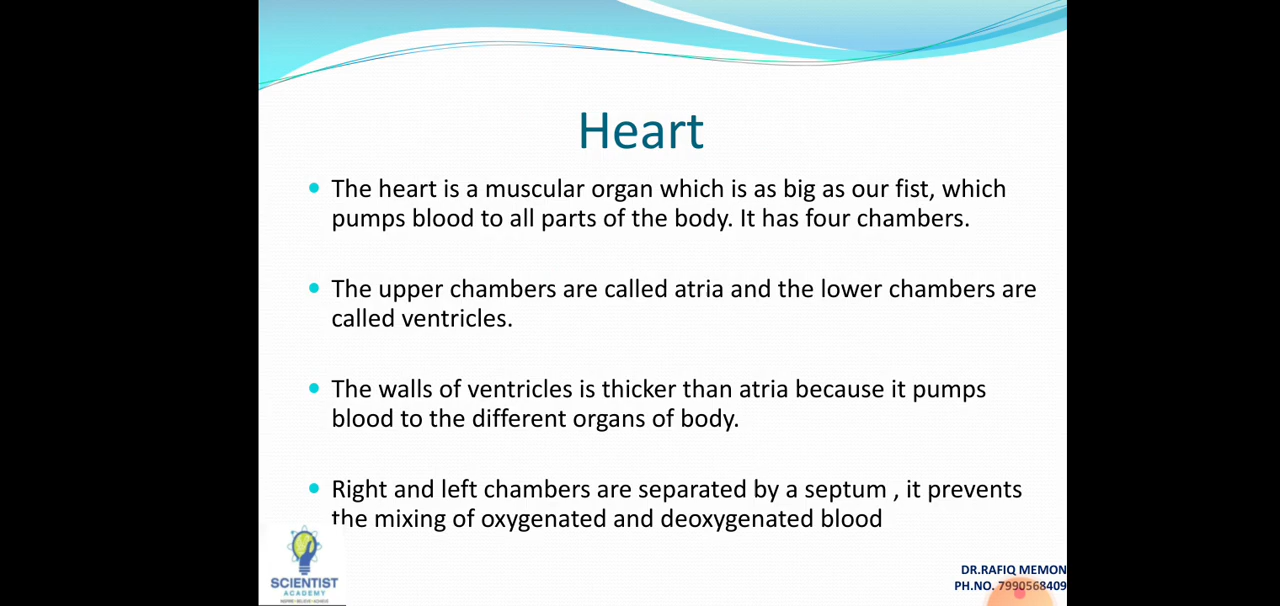 Heart
The heart is a muscular organ which is as big as our fist, which
pumps blood to all parts of the body. It has four chambers.
The upper chambers are called atria and the lower chambers are
called ventricles.
The walls of ventricles is thicker than atria because it pumps
blood to the different organs of body.
Right and left chambers are separated by a septum , it prevents
the mixing of oxygenated and deoxygenated blood
SCIENTIST
ACADEMY
DR.RAFIQ MEMON
PH.NO. 7990568409